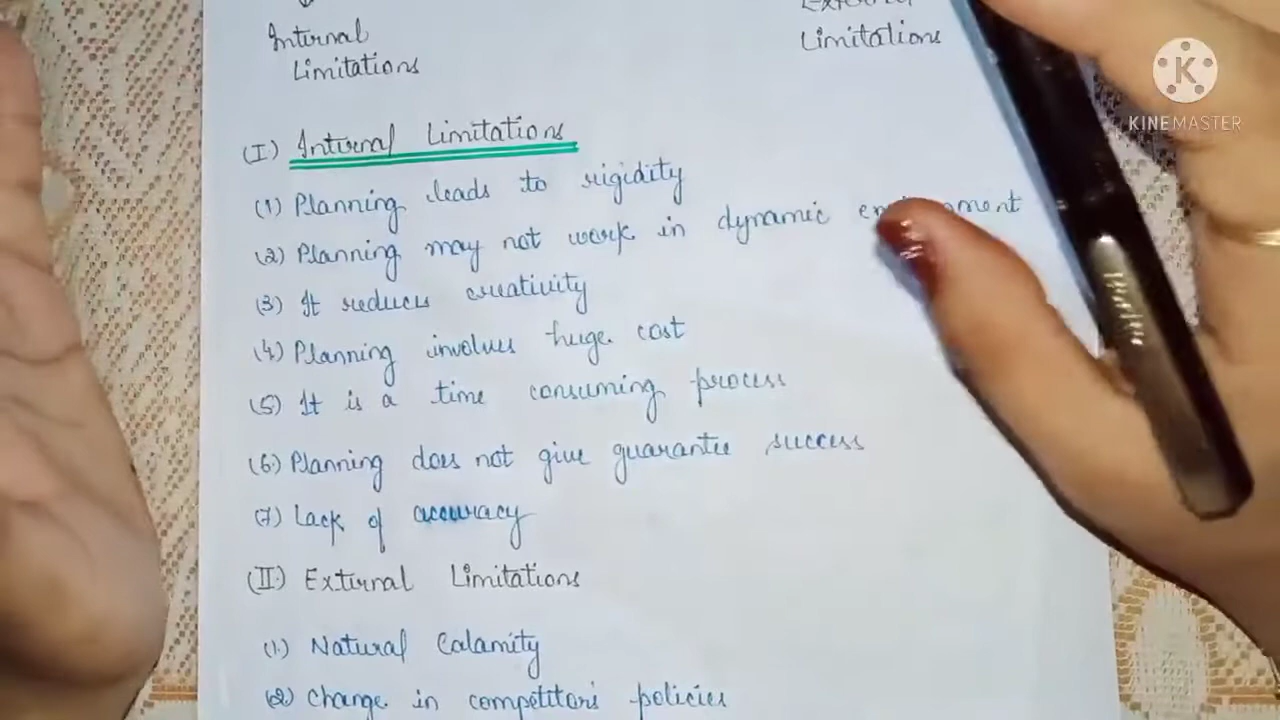 Internal
Limitations
Limitations
K
KINEMASTER
(I) Internal Limitations
(1) Planning leads to rigidity
(2) Planning may not work in dynamic
(3) It reduces creativity
(4) Planning involves huge cost
(5) It is a time consuming process
(6) Planning does not give guarantee success
(7) Lack of accuracy
(II) External Limitations
(1.) Natural Calamity
(2) Change in competitors policies